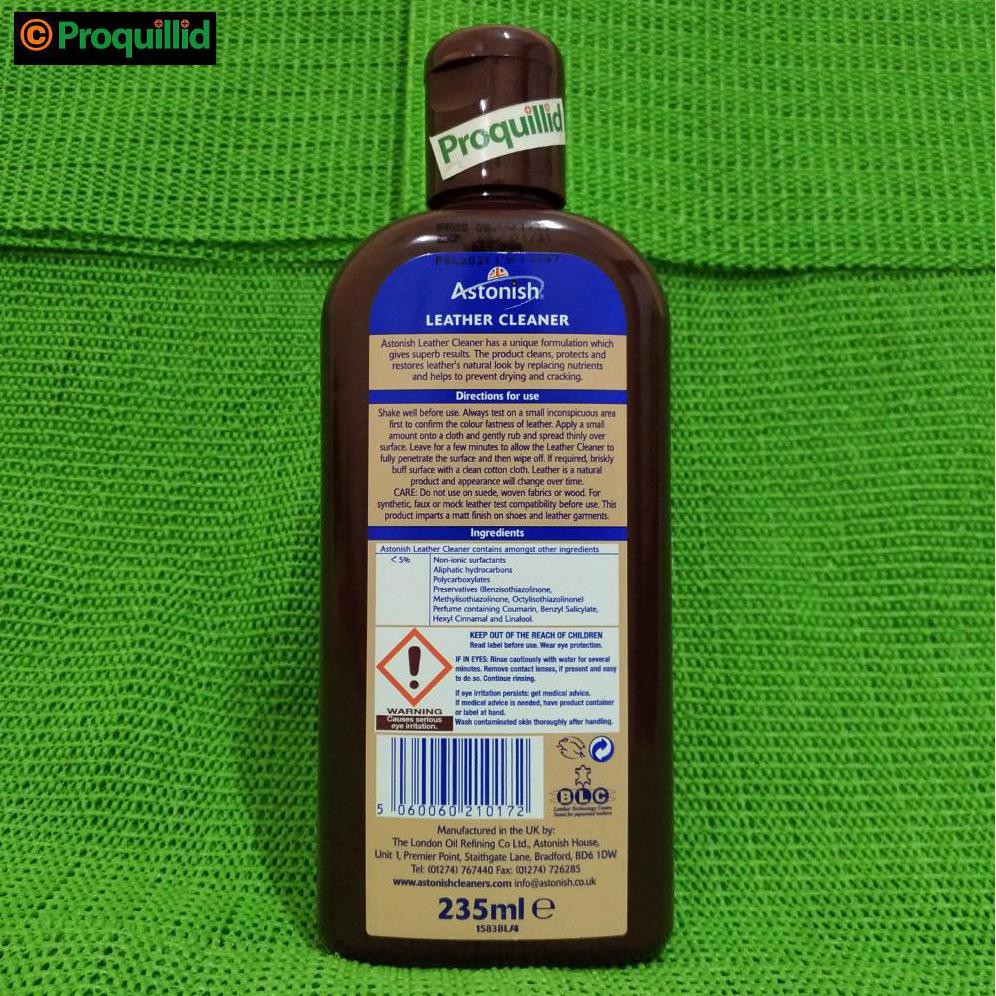 © Proquillid
Proquillid
Astonish
LEATHER CLEANER
Astonish Leather Cleaner has a unique formulation which
gives superb results. The product cleans, protects and
restores leather's natural look by replacing nutrients
and helps to prevent drying and cracking.
Directions for use
Shake well before use. Always test on a small inconspicuous area
first to confirm the colour fastness of leather. Apply a small
amount onto a cloth and gently rub and spread thinly over
surface. Leave for a few minutes to allow the Leather Cleaner to
fully penetrate the surface and then wipe off. If required, briskly
buff surface with a clean cotton cloth. Leather is a natural
product and appearance will change over time.
CARE: Do not use on suede, woven fabrics or wood. For
synthetic, faux or mock leather test compatibility before use. This
product imparts a matt finish on shoes and leather garments.
Ingredients
Astonish Leather Cleaner contains amongst other ingredients
<5% Non-ionic surfactants
Aliphatic hydrocarbons
Polycarboxylates
Preservatives (Benzisothiazolinone,
Methylisothiazolinone, Octylisothiazolinone)
Perfume containing Coumarin, Benzyl Salicylate,
Hexyl Cinnamal and Linalool.
KEEP OUT OF THE REACH OF CHILDREN
Read label before use. Wear eye protection.
IF IN EYES: Rinse cautiously with water for several
minutes. Remove contact lenses, if present and easy
to do so. Continue rinsing.
If eye irritation persists: get medical advice.
If medical advice is needed, have product container
or label at hand.
Wash contaminated skin thoroughly after handling.
WARNING
Causes serious
eye irritation.
5 060060 210172
BLC
Leather Technology Centre
Tested for pigmented leathers
Manufactured in the UK by:
The London Oil Refining Co Ltd., Astonish House,
Unit 1, Premier Point, Staithgate Lane, Bradford, BD6 1DW
Tel: (01274) 767440 Fax: (01274) 726285
www.astonishcleaners.com info@astonish.co.uk
235ml e
1583BL/4